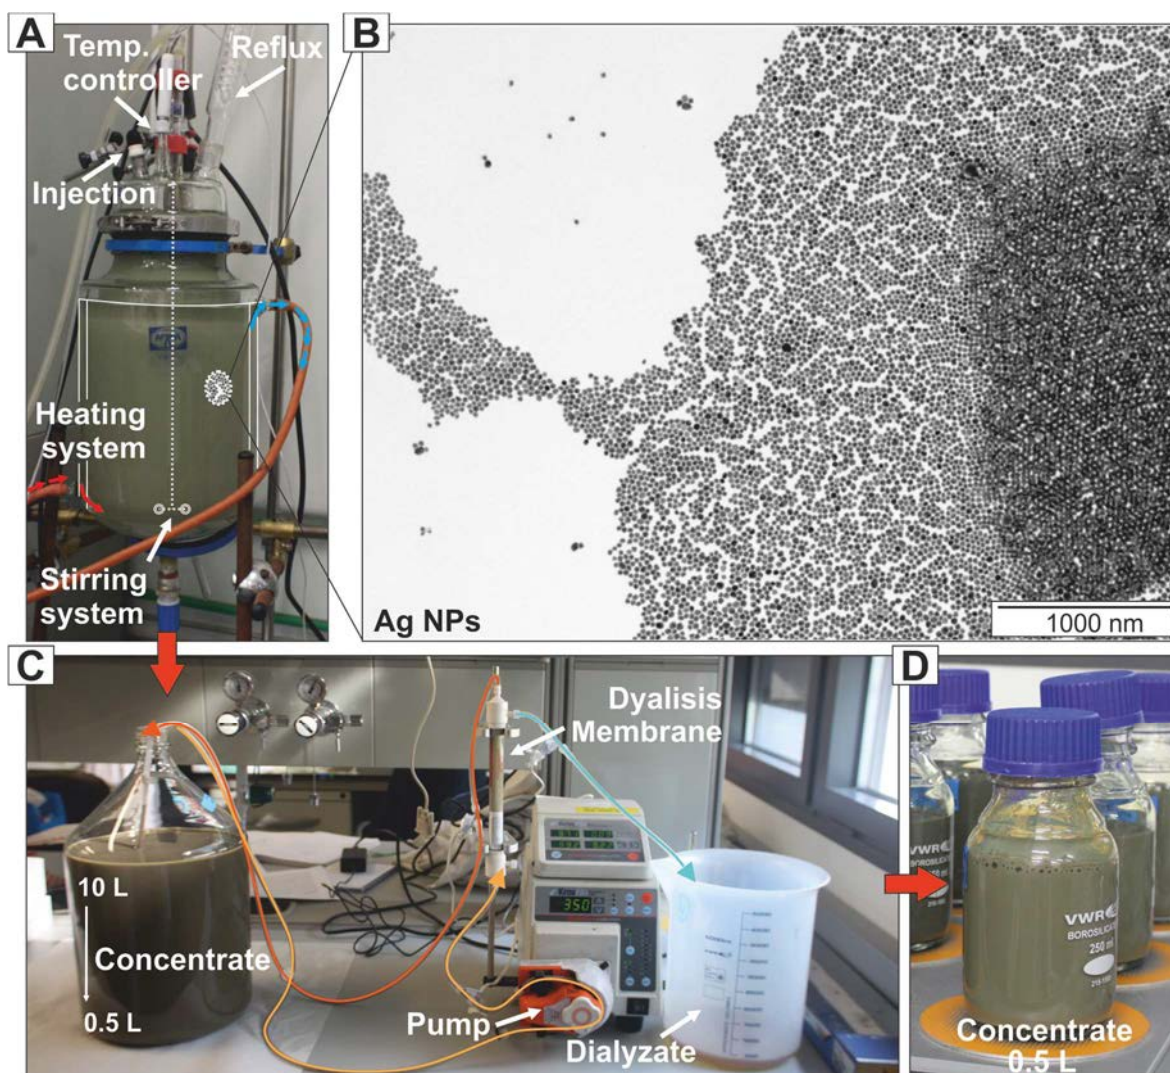 A
Temp.
controller
Reflux
Injection
Heating
system
Stirring
system
B
Ag NPs
1000 nm
C
Dyalisis
Membrane
10 L
Concentrate
0.5 L
350
Pump
Dialyzate
D
VWR
BOROSILICA
250 ml
Concentrate
0.5 L